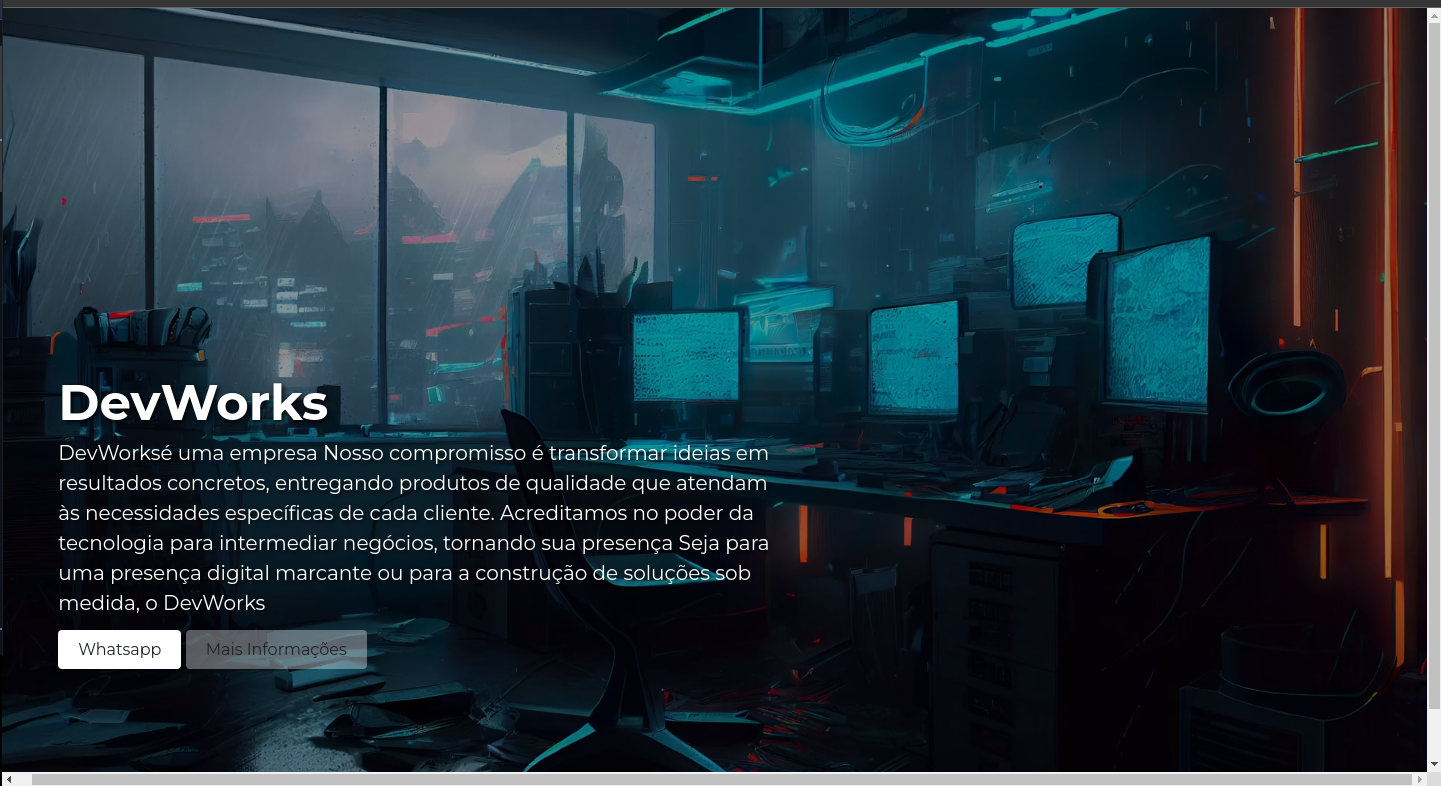 DevWorks
DevWorksé uma empresa Nosso compromisso é transformar ideias em
resultados concretos, entregando produtos de qualidade que atendam
às necessidades específicas de cada cliente. Acreditamos no poder da
tecnologia para intermediar negócios, tornando sua presença Seja para
uma presença digital marcante ou para a construção de soluções sob
medida, o DevWorks
Whatsapp
Mais Informações